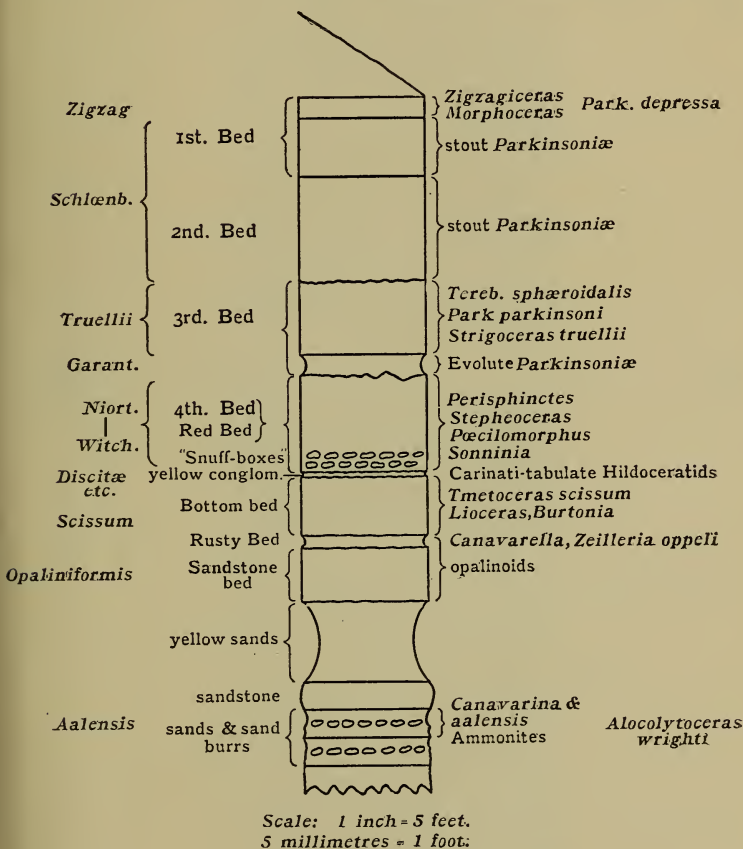 Zigzag
1st. Bed
Zigzagiceras
Morphoceras
Park. depressa
stout Parkinsoniæ
Schlœnb.
2nd. Bed
stout Parkinsoniæ
Truellii
3rd. Bed
Tereb. sphæroidalis
Park parkinsoni
Strigoceras truellii
Garant.
Evolute Parkinsoniæ
Niort.
Witch.
4th. Bed
Red Bed
"Snuff-boxes"
Perisphinctes
Stepheoceras
Pœcilomorphus
Sonninia
Discitæ
etc.
yellow conglom.
Carinati-tabulate Hildoceratids
Scissum
Bottom bed
Tmetoceras scissum
Lioceras, Burtonia
Rusty Bed
Canavarella, Zeilleria oppeli
Opaliniformis
Sandstone
bed
opalinoids
yellow sands
sandstone
Aalensis
sands & sand
burrs
Canavarina &
aalensis
Ammonites
Alocolytoceras
wrighti
Scale: 1 inch = 5 feet.
5 millimetres = 1 foot.